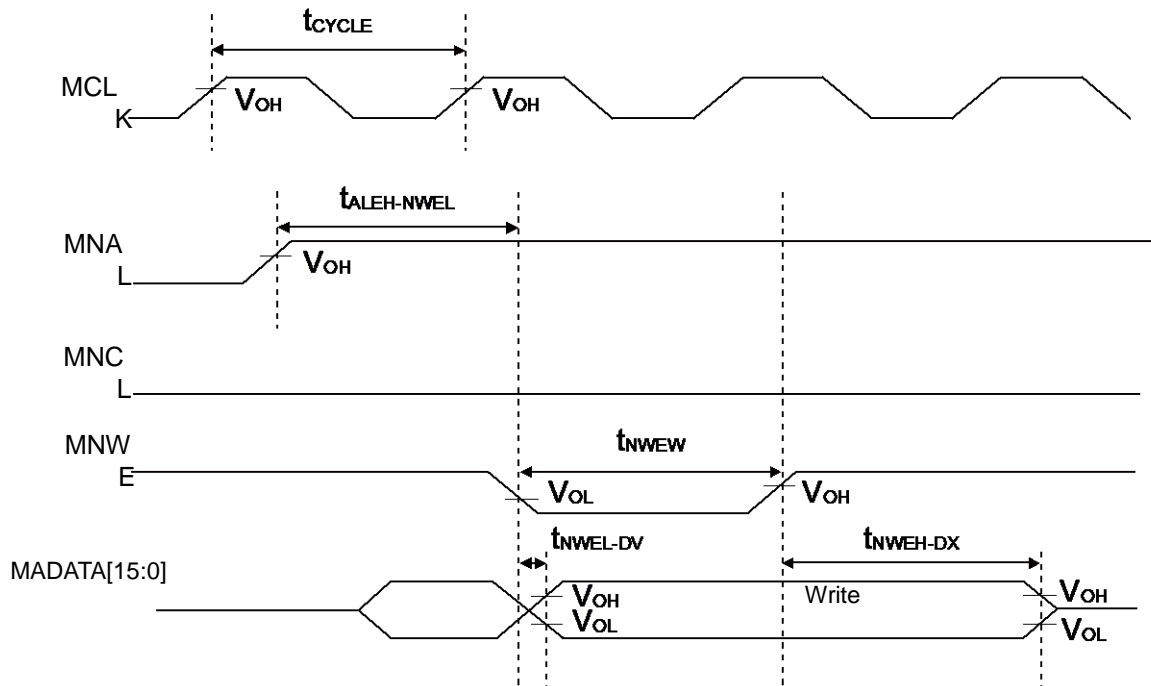 tCYCLE
MCL
K
VOH
VOH
tALEH-NWEL
MNA
L
VOH
MNC
L
MNW
E
tNWEW
VOL
VOH
tNWEL-DV
tNWEH-DX
MADATA[15:0]
VOH
Write
VOH
VOL
VOL